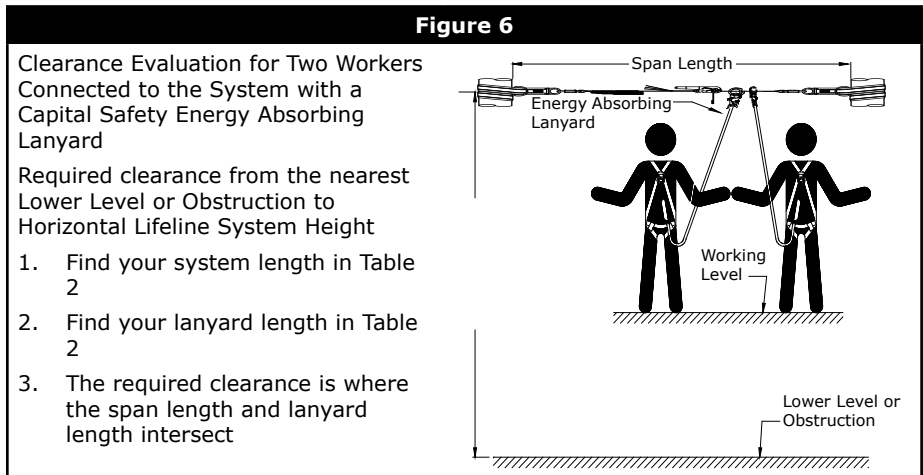 Figure 6
Clearance Evaluation for Two Workers
Connected to the System with a
Capital Safety Energy Absorbing
Lanyard
Required clearance from the nearest
Lower Level or Obstruction to
Horizontal Lifeline System Height
1. Find your system length in Table
2
2. Find your lanyard length in Table
2
3. The required clearance is where
the span length and lanyard
length intersect
Span Length
Energy Absorbing
Lanyard
Working
Level
Lower Level or
Obstruction